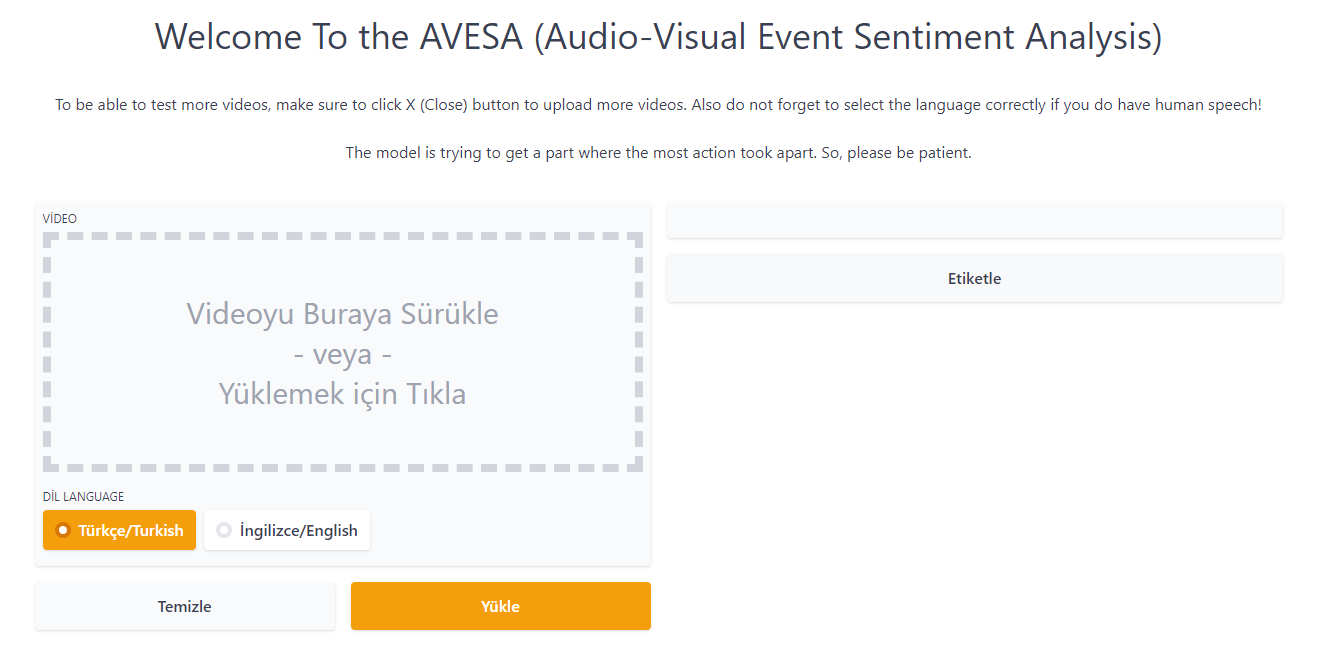 Welcome To the AVESA (Audio-Visual Event Sentiment Analysis)
To be able to test more videos, make sure to click X (Close) button to upload more videos. Also do not forget to select the language correctly if you do have human speech!
The model is trying to get a part where the most action took apart. So, please be patient.
VİDEO
Videoyu Buraya Sürükle
- veya -
Yüklemek için Tıkla
DİL LANGUAGE
Türkçe/Turkish
İngilizce/English
Temizle
Yükle
Etiketle